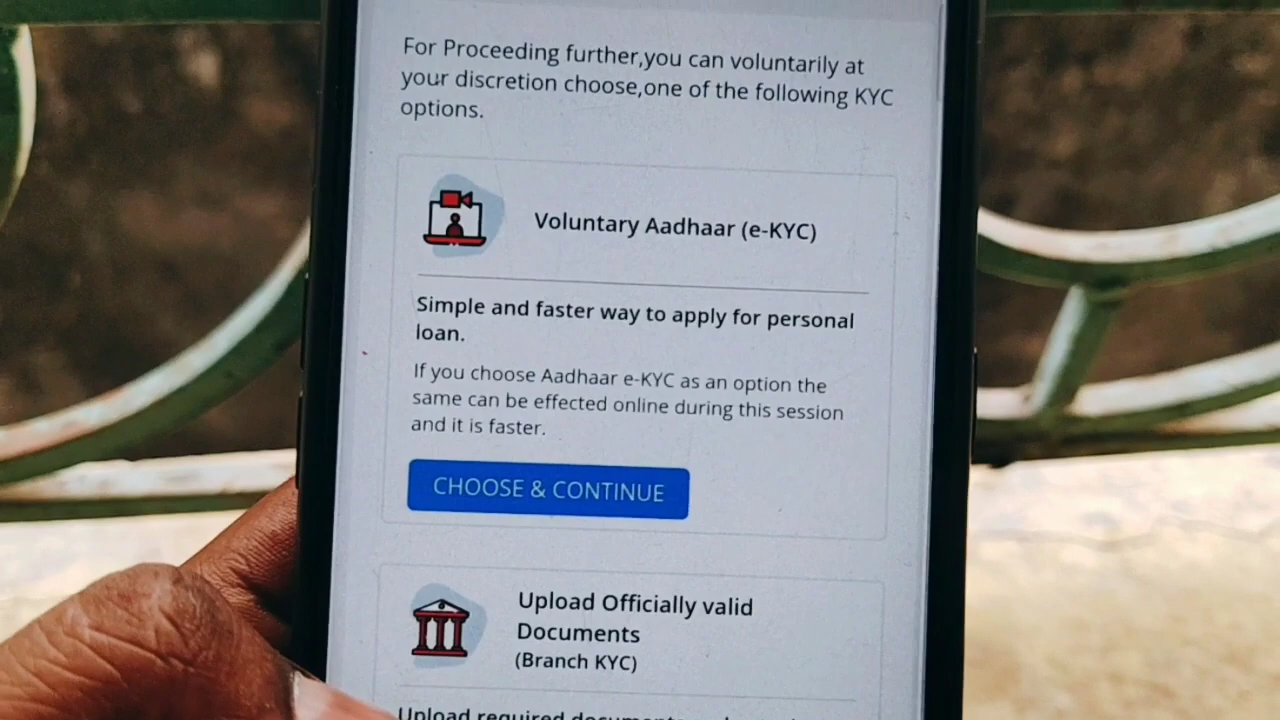 For Proceeding further,you can voluntarily at
your discretion choose,one of the following KYC
options.
Voluntary Aadhaar (e-KYC)
Simple and faster way to apply for personal
loan.
If you choose Aadhaar e-KYC as an option the
same can be effected online during this session
and it is faster.
CHOOSE & CONTINUE
Upload Officially valid
Documents
(Branch KYC)
Upload required documents